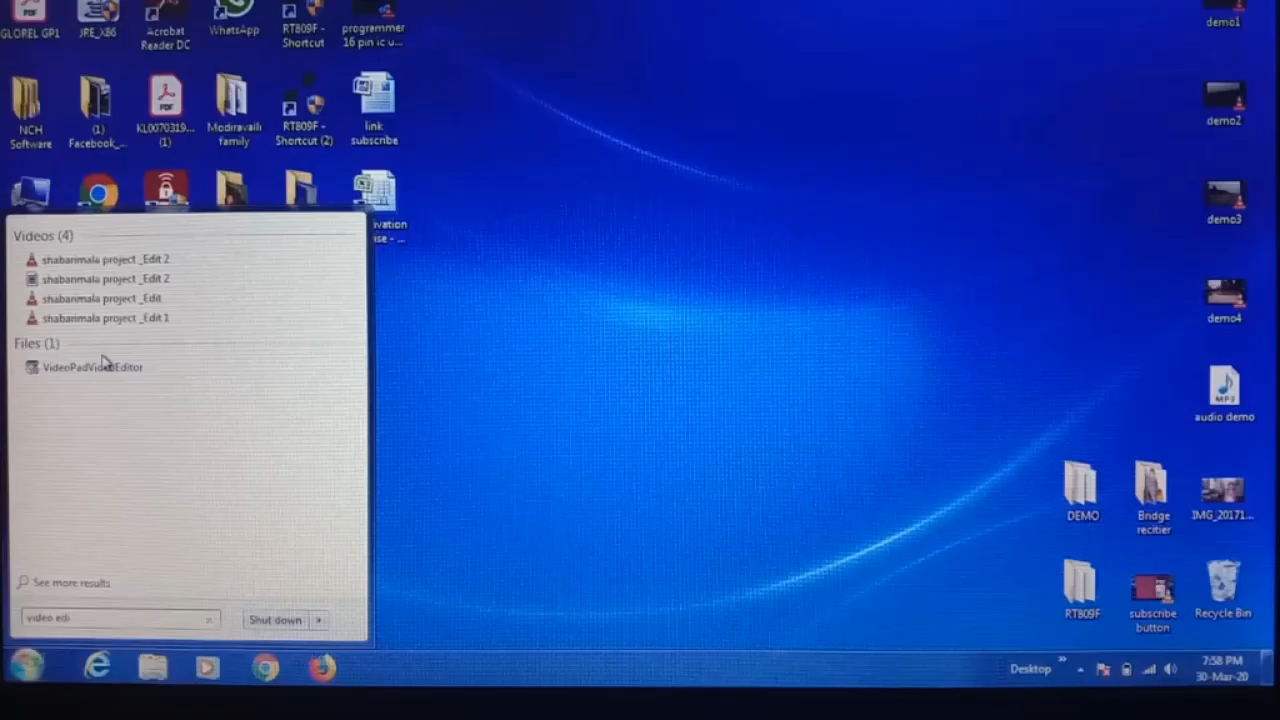 GLOREL GP1
JRE_X86
Acrobat
Reader DC
WhatsApp
RT809F -
Shortcut
programmer
16 pin ic u...
demo1
NCH
Software
(1)
Facebook_...
PDF
KL0070319...
(1)
Modiravalli
family
RT809F -
Shortcut (2)
link
subscribe
demo2
demo3
Videos (4)
shabarimala project _Edit 2
shabarimala project _Edit 2
shabarimala project _Edit
shabarimala project _Edit 1
Files (1)
VideoPadVideoEditor
demo4
MP3
audio demo
DEMO
Bridge
recitier
IMG_20171...
RT809F
subscribe
button
Recycle Bin
See more results
video edi
Shut down
Desktop
7:58 PM
30-Mar-20